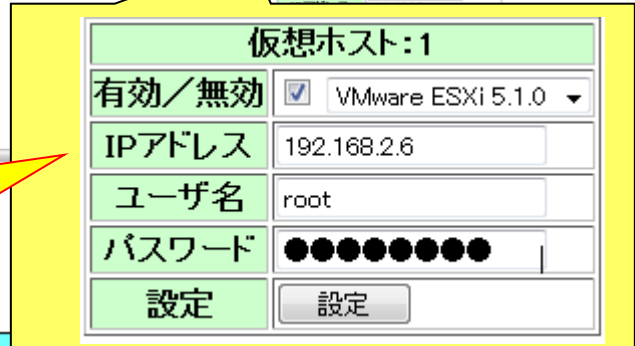 仮想ホスト:1
有効／無効 VMware ESXi 5.1.0
IPアドレス 192.168.2.6
ユーザ名 root
パスワード ●●●●●●●●
設定 設定